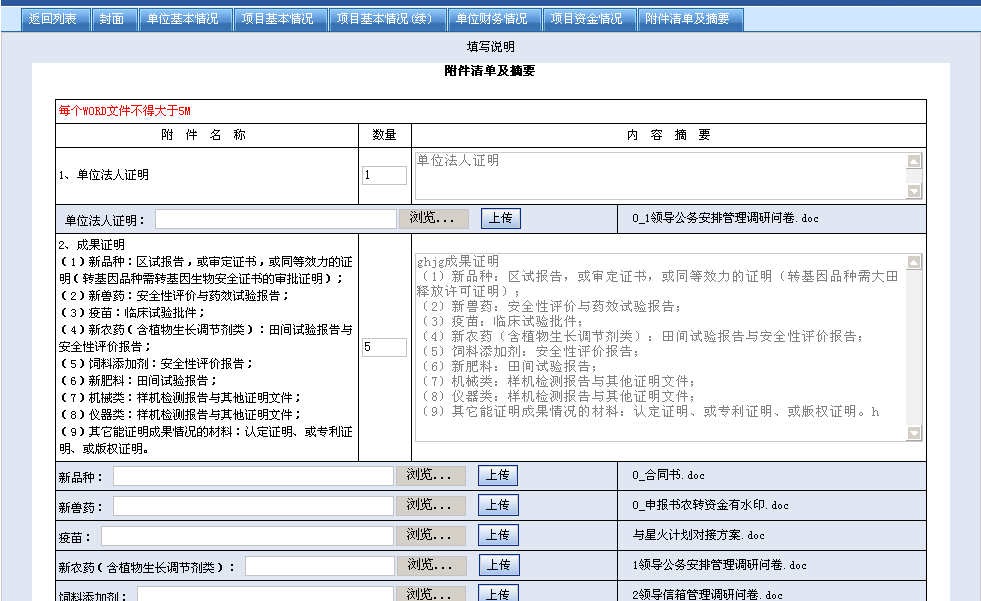 返回列表 封面 单位基本情况 项目基本情况 项目基本情况(续) 单位财务情况 项目资金情况 附件清单及摘要
填写说明
附件清单及摘要
每个WORD文件不得大于5M
附 件 名 称 数量 内 容 摘 要
1、单位法人证明 1 单位法人证明
单位法人证明： 浏览... 上传 0_1领导公务安排管理调研问卷.doc
2、成果证明
（1）新品种：区试报告，或审定证书，或同等效力的证
明（转基因品种需转基因生物安全证书的审批证明）；
（2）新兽药：安全性评价与药效试验报告；
（3）疫苗：临床试验批件；
（4）新农药（含植物生长调节剂类）：田间试验报告与
安全性评价报告；
（5）饲料添加剂：安全性评价报告；
（6）新肥料：田间试验报告；
（7）机械类：样机检测报告与其他证明文件；
（8）仪器类：样机检测报告与其他证明文件；
（9）其它能证明成果情况的材料：认定证明、或专利证
明、或版权证明。
5
ghjg成果证明
（1）新品种：区试报告，或审定证书，或同等效力的证明（转基因品种需大田
释放许可证明）；
（2）新兽药：安全性评价与药效试验报告；
（3）疫苗：临床试验批件；
（4）新农药（含植物生长调节剂类）：田间试验报告与安全性评价报告；
（5）饲料添加剂：安全性评价报告；
（6）新肥料：田间试验报告；
（7）机械类：样机检测报告与其他证明文件；
（8）仪器类：样机检测报告与其他证明文件；
（9）其它能证明成果情况的材料：认定证明、或专利证明、或版权证明。h
新品种： 浏览... 上传 0_合同书.doc
新兽药： 浏览... 上传 0_申报书农转资金有水印.doc
疫苗： 浏览... 上传 与星火计划对接方案.doc
新农药（含植物生长调节剂类）： 浏览... 上传 1领导公务安排管理调研问卷.doc
饲料添加剂： 浏览... 上传 2领导信箱管理调研问卷.doc